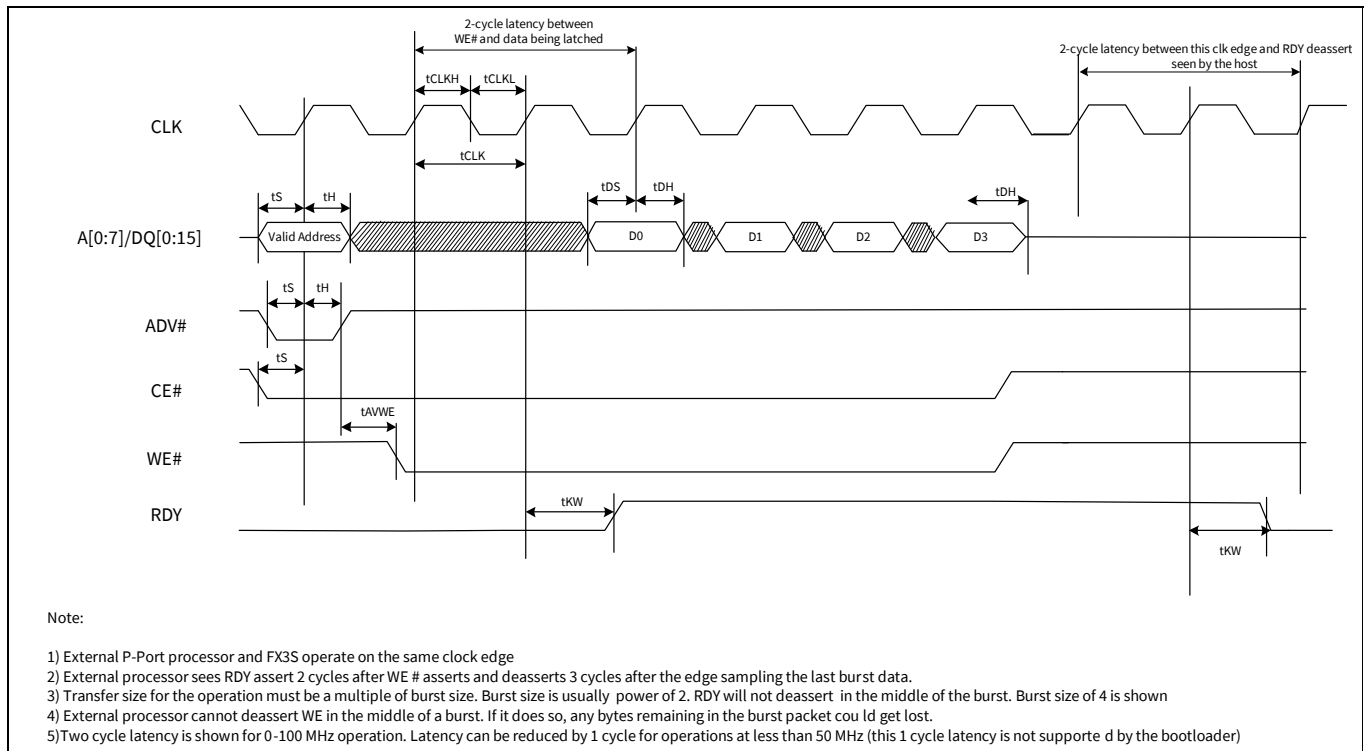 2-cycle latency between
WE# and data being latched
2-cycle latency between this clk edge and RDY deassert
seen by the host
tCLKH
tCLKL
CLK
tCLK
tS
tH
tDS
tDH
tDH
A[0:7]/DQ[0:15]
Valid Address
D0
D1
D2
D3
tS
tH
ADV#
tS
CE#
tAVWE
WE#
tKW
RDY
tKW
Note:
1) External P-Port processor and FX3S operate on the same clock edge
2) External processor sees RDY assert 2 cycles after WE # asserts and deasserts 3 cycles after the edge sampling the last burst data.
3) Transfer size for the operation must be a multiple of burst size. Burst size is usually power of 2. RDY will not deassert in the middle of the burst. Burst size of 4 is shown
4) External processor cannot deassert WE in the middle of a burst. If it does so, any bytes remaining in the burst packet cou ld get lost.
5)Two cycle latency is shown for 0-100 MHz operation. Latency can be reduced by 1 cycle for operations at less than 50 MHz (this 1 cycle latency is not supporte d by the bootloader)